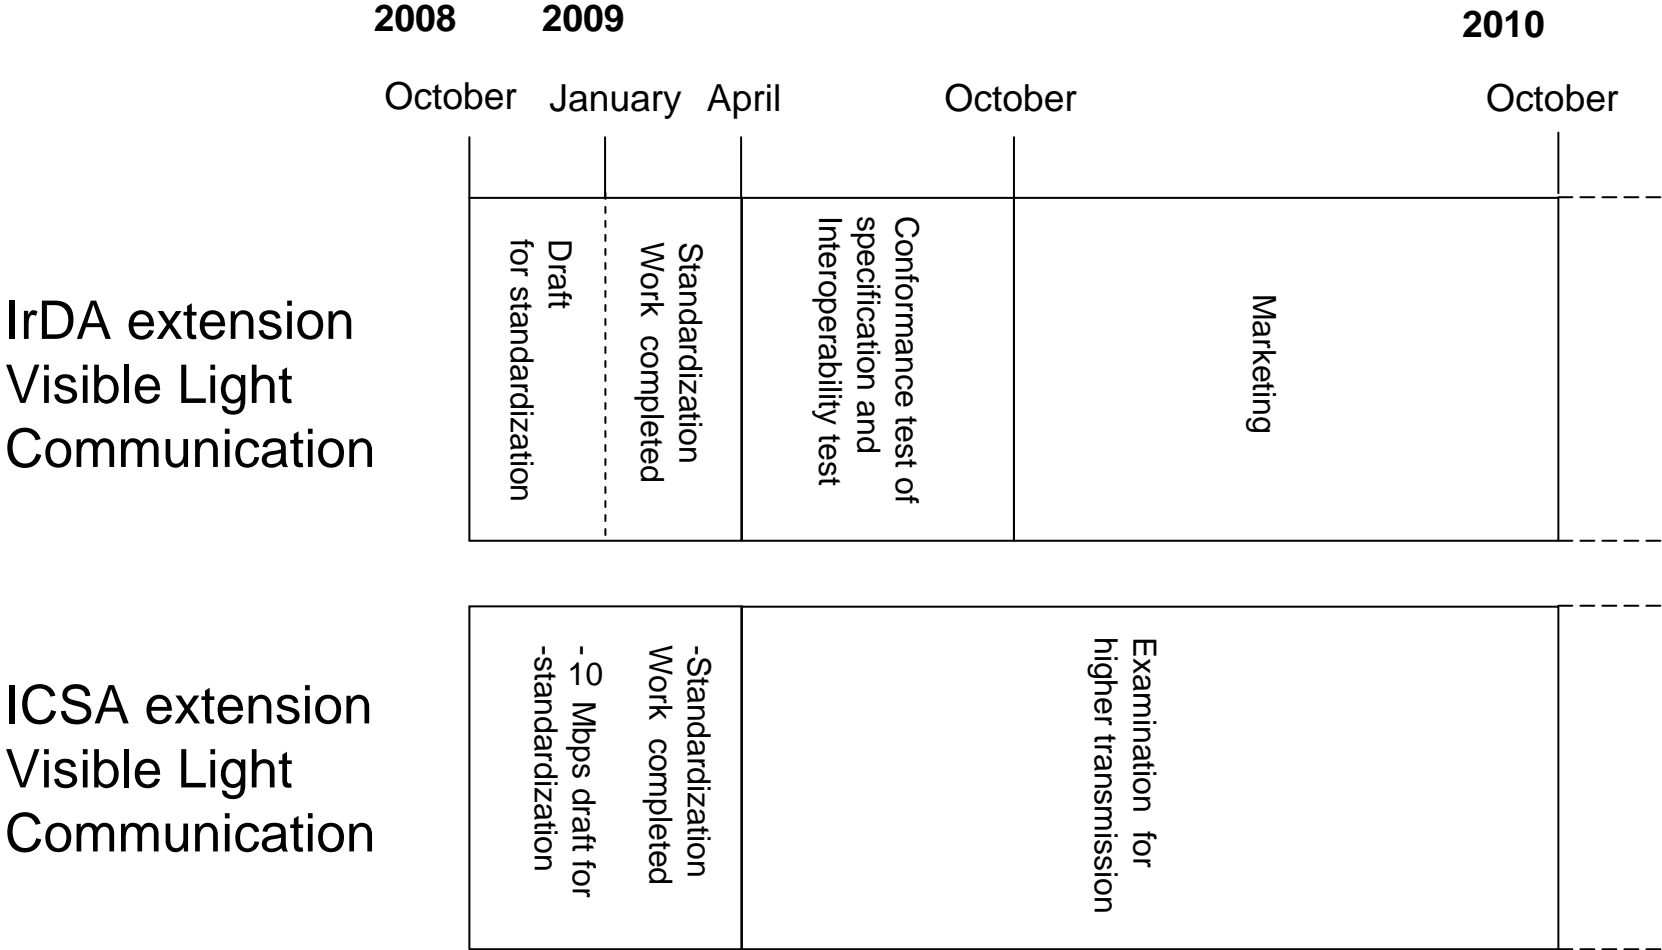 2008 2009 2010
October January April October October
IrDA extension
Visible Light
Communication
Draft
for standardization
Standardization
Work completed
Conformance test of
specification and
Interoperability test
Marketing
ICSA extension
Visible Light
Communication
-Standardization
Work completed
- 10 Mbps draft for
-standardization
Examination for
higher transmission